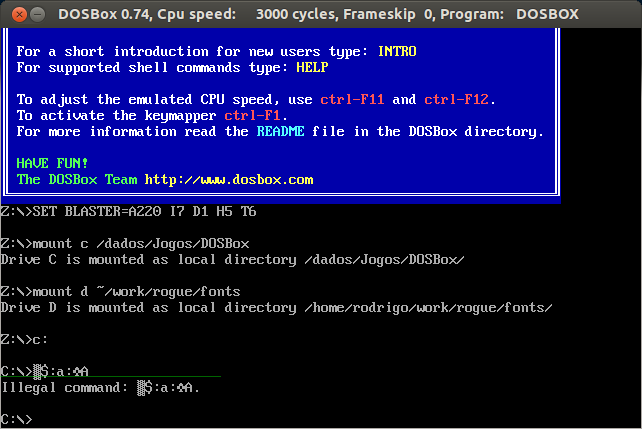 DOSBox 0.74, Cpu speed: 3000 cycles, Frameskip 0, Program: DOSBOX
For a short introduction for new users type: INTRO
For supported shell commands type: HELP
To adjust the emulated CPU speed, use ctrl-F11 and ctrl-F12.
To activate the keymapper ctrl-F1.
For more information read the README file in the DOSBox directory.
HAVE FUN!
The DOSBox Team http://www.dosbox.com
Z:\>SET BLASTER=A220 I7 D1 H5 T6
Z:\>mount c /dados/Jogos/DOSBox
Drive C is mounted as local directory /dados/Jogos/DOSBox/
Z:\>mount d ~/work/rogue/fonts
Drive D is mounted as local directory /home/rodrigo/work/rogue/fonts/
Z:\>c:
C:\>▒$:a:
Illegal command: ▒$:a:
C:\>